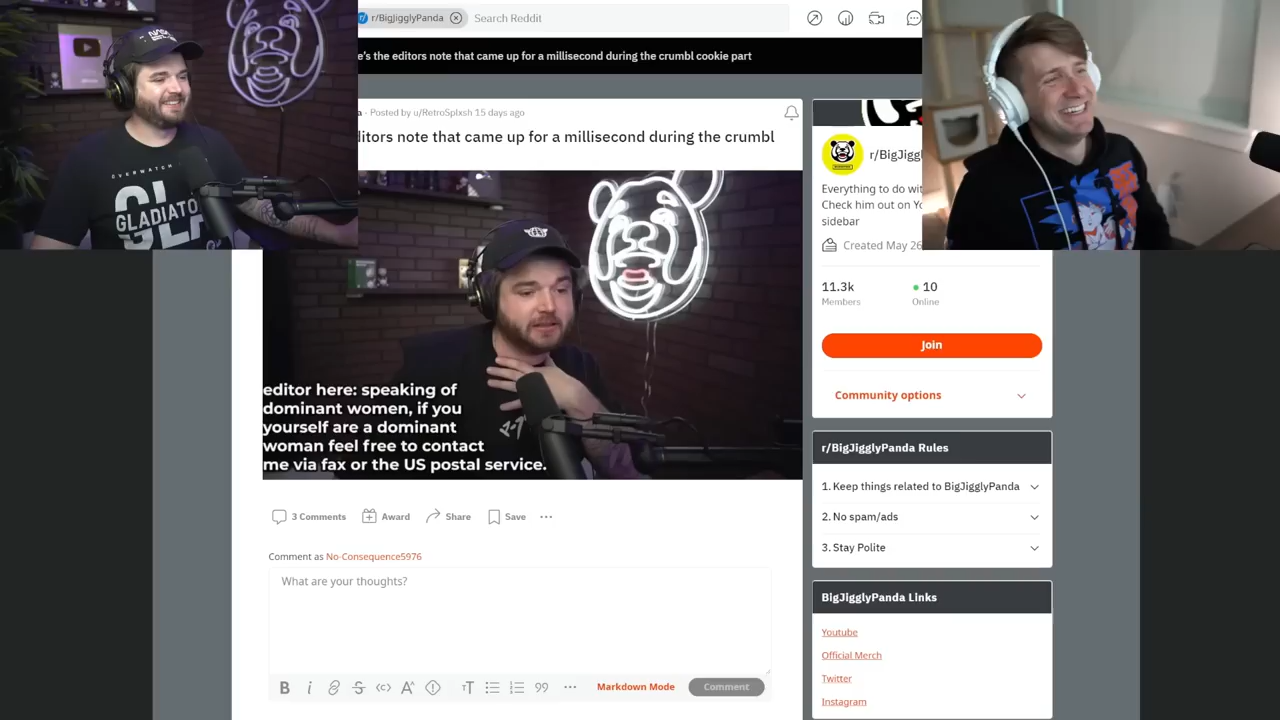 r/BigJigglyPanda
Search Reddit
e's the editors note that came up for a millisecond during the crumbl cookie part
a · Posted by u/RetroSplxsh 15 days ago
ditors note that came up for a millisecond during the crumbl
OVERWATCH
GLADIATO
editor here: speaking of
dominant women, if you
yourself are a dominant
woman feel free to contact
me via fax or the US postal service.
3 Comments
Award
Share
Save
Comment as No-Consequence5976
What are your thoughts?
Markdown Mode
Comment
r/BigJiggl
Everything to do wit
Check him out on Yo
sidebar
Created May 26
11.3k
10
Members
Online
Join
Community options
r/BigJigglyPanda Rules
1. Keep things related to BigJigglyPanda
2. No spam/ads
3. Stay Polite
BigJigglyPanda Links
Youtube
Official Merch
Twitter
Instagram